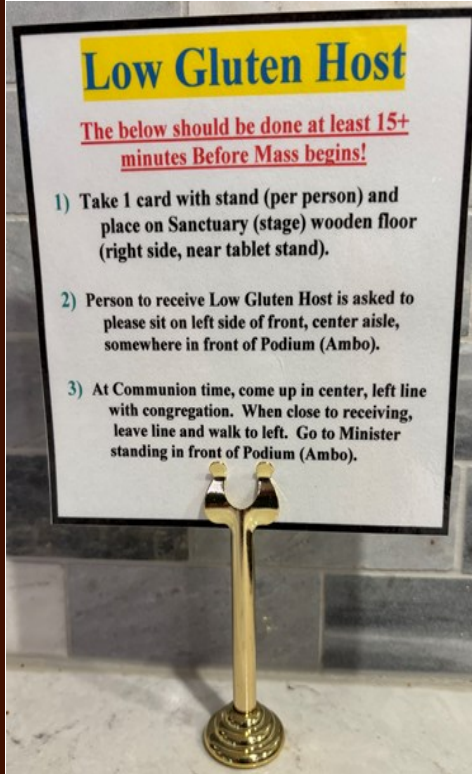 Low Gluten Host
The below should be done at least 15+
minutes Before Mass begins!
1) Take 1 card with stand (per person) and
place on Sanctuary (stage) wooden floor
(right side, near tablet stand).
2) Person to receive Low Gluten Host is asked to
please sit on left side of front, center aisle,
somewhere in front of Podium (Ambo).
3) At Communion time, come up in center, left line
with congregation. When close to receiving,
leave line and walk to left. Go to Minister
standing in front of Podium (Ambo).